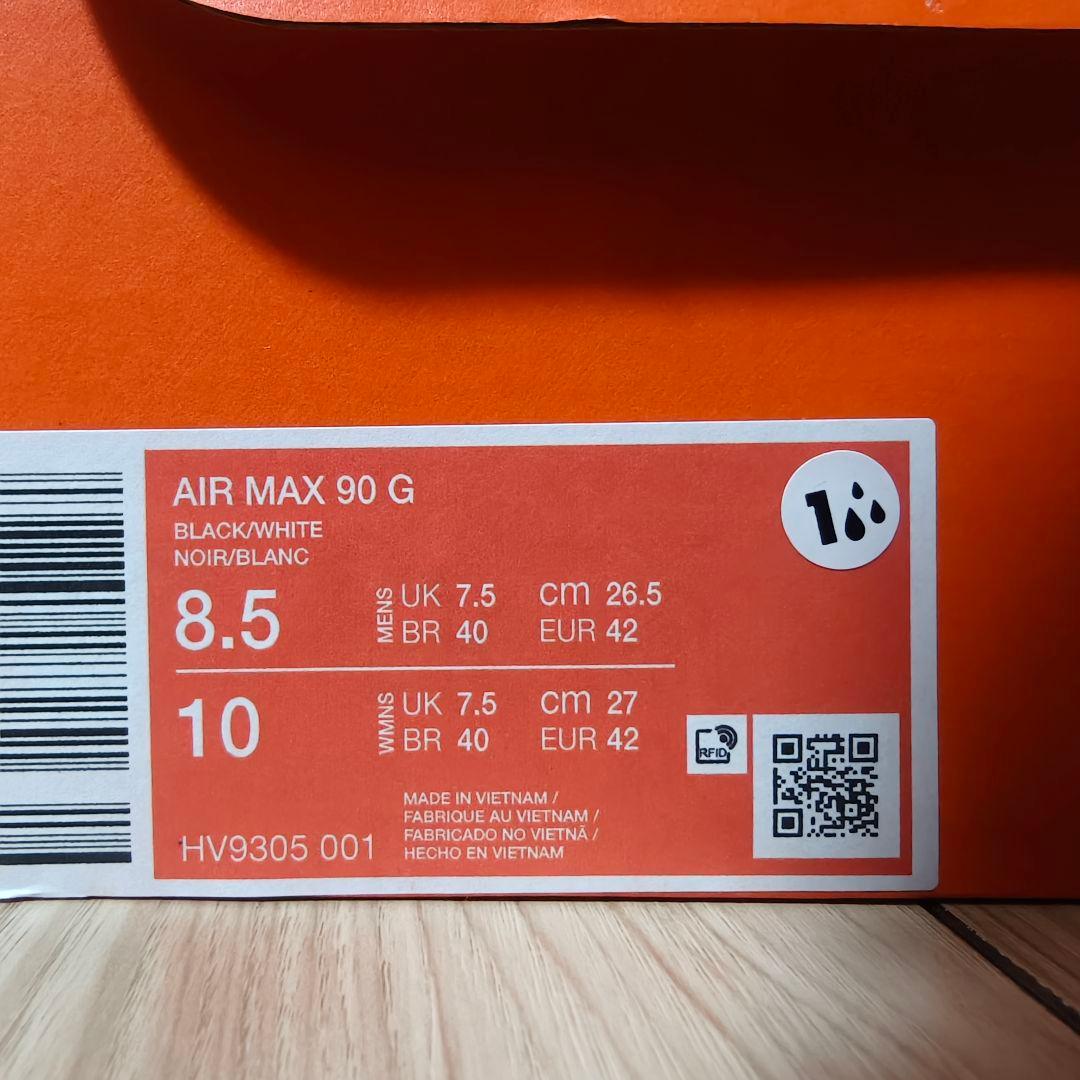 AIR MAX 90 G
BLACK/WHITE
NOIR/BLANC
8.5
MENS
UK 7.5 cm 26.5
BR 40 EUR 42
10
WMNS
UK 7.5 cm 27
BR 40 EUR 42
HV9305 001
MADE IN VIETNAM /
FABRIQUE AU VIETNAM /
FABRICADO NO VIETNÃ /
HECHO EN VIETNAM
RFID
1